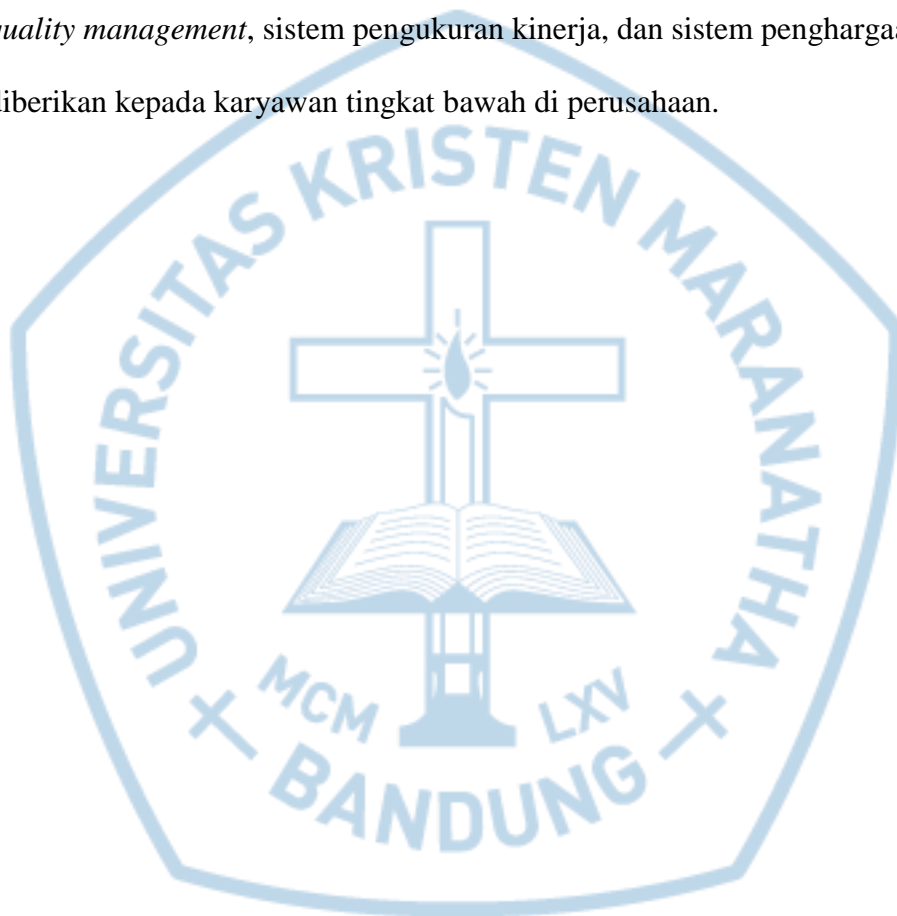 quality management, sistem pengukuran kinerja, dan sistem
diberikan kepada karyawan tingkat bawah di perusahaan.
UNIVERSITAS KRISTEN MARANATHA
MCM LXV
BANDUNG